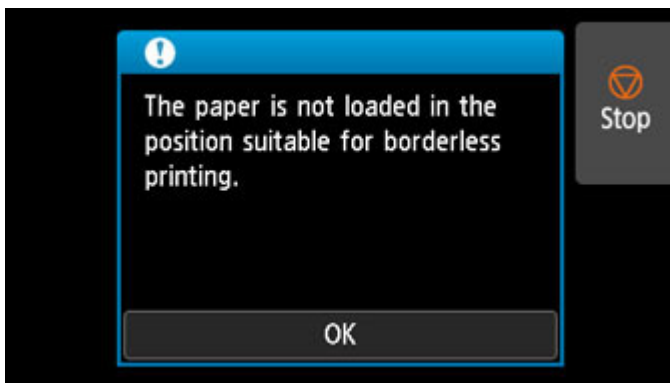 The paper is not loaded in the
position suitable for borderless
printing.
OK
Stop